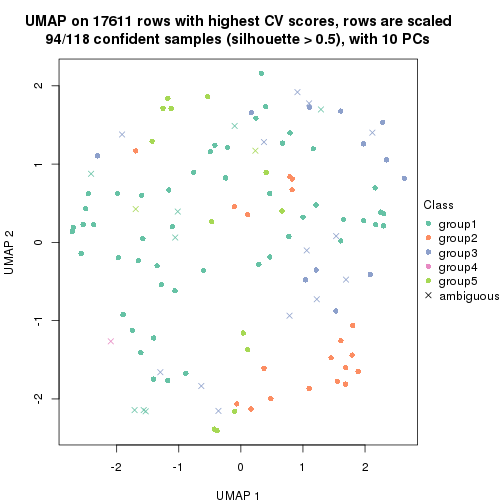 UMAP on 17611 rows with highest CV scores, rows are scaled
94/118 confident samples (silhouette > 0.5), with 10 PCs
2
1
0
-1
-2
UMAP 2
-2
-1
0
1
2
UMAP 1
Class
group1
group2
group3
group4
group5
ambiguous